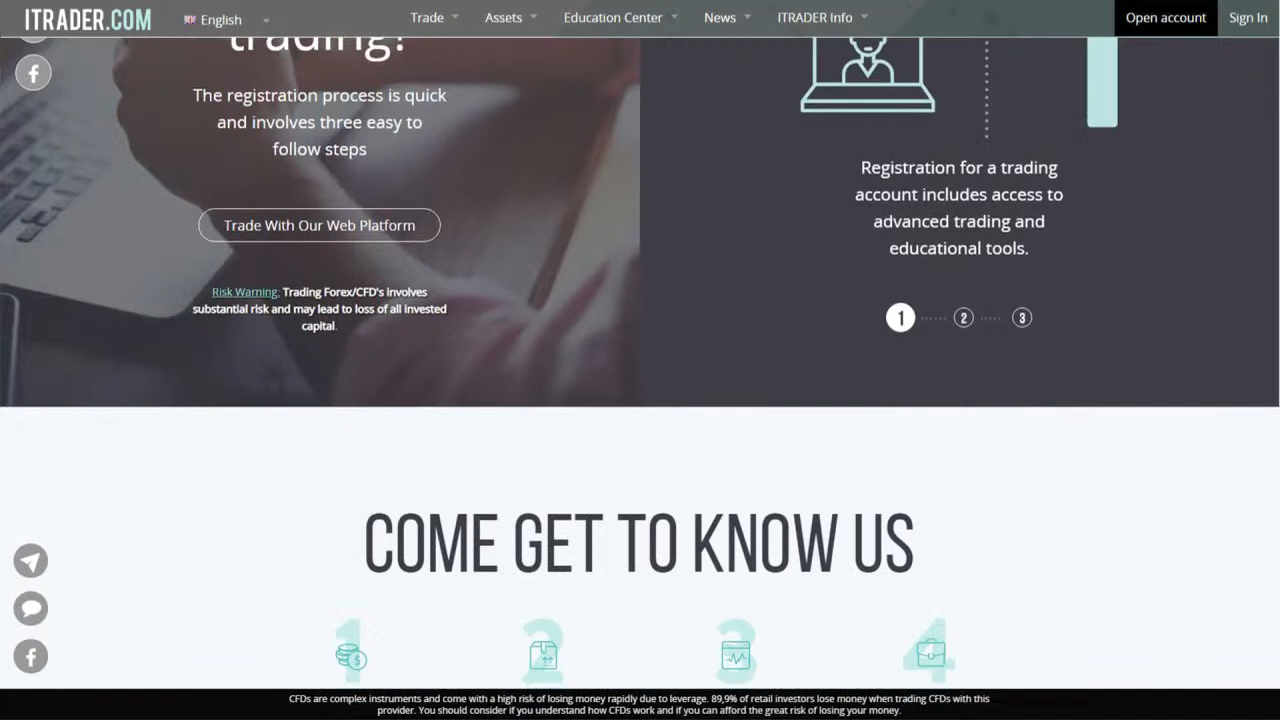 ITRADER.COM
English
Trade
Assets
Education Center
News
ITRADER Info
Open account
Sign In
trading?
The registration process is quick
and involves three easy to
follow steps
Trade With Our Web Platform
Risk Warning: Trading Forex/CFD's involves
substantial risk and may lead to loss of all invested
capital.
Registration for a trading
account includes access to
advanced trading and
educational tools.
1
2
3
COME GET TO KNOW US
1
2
3
4
CFDs are complex instruments and come with a high risk of losing money rapidly due to leverage. 89,9% of retail investors lose money when trading CFDs with this
provider. You should consider if you understand how CFDs work and if you can afford the great risk of losing your money.